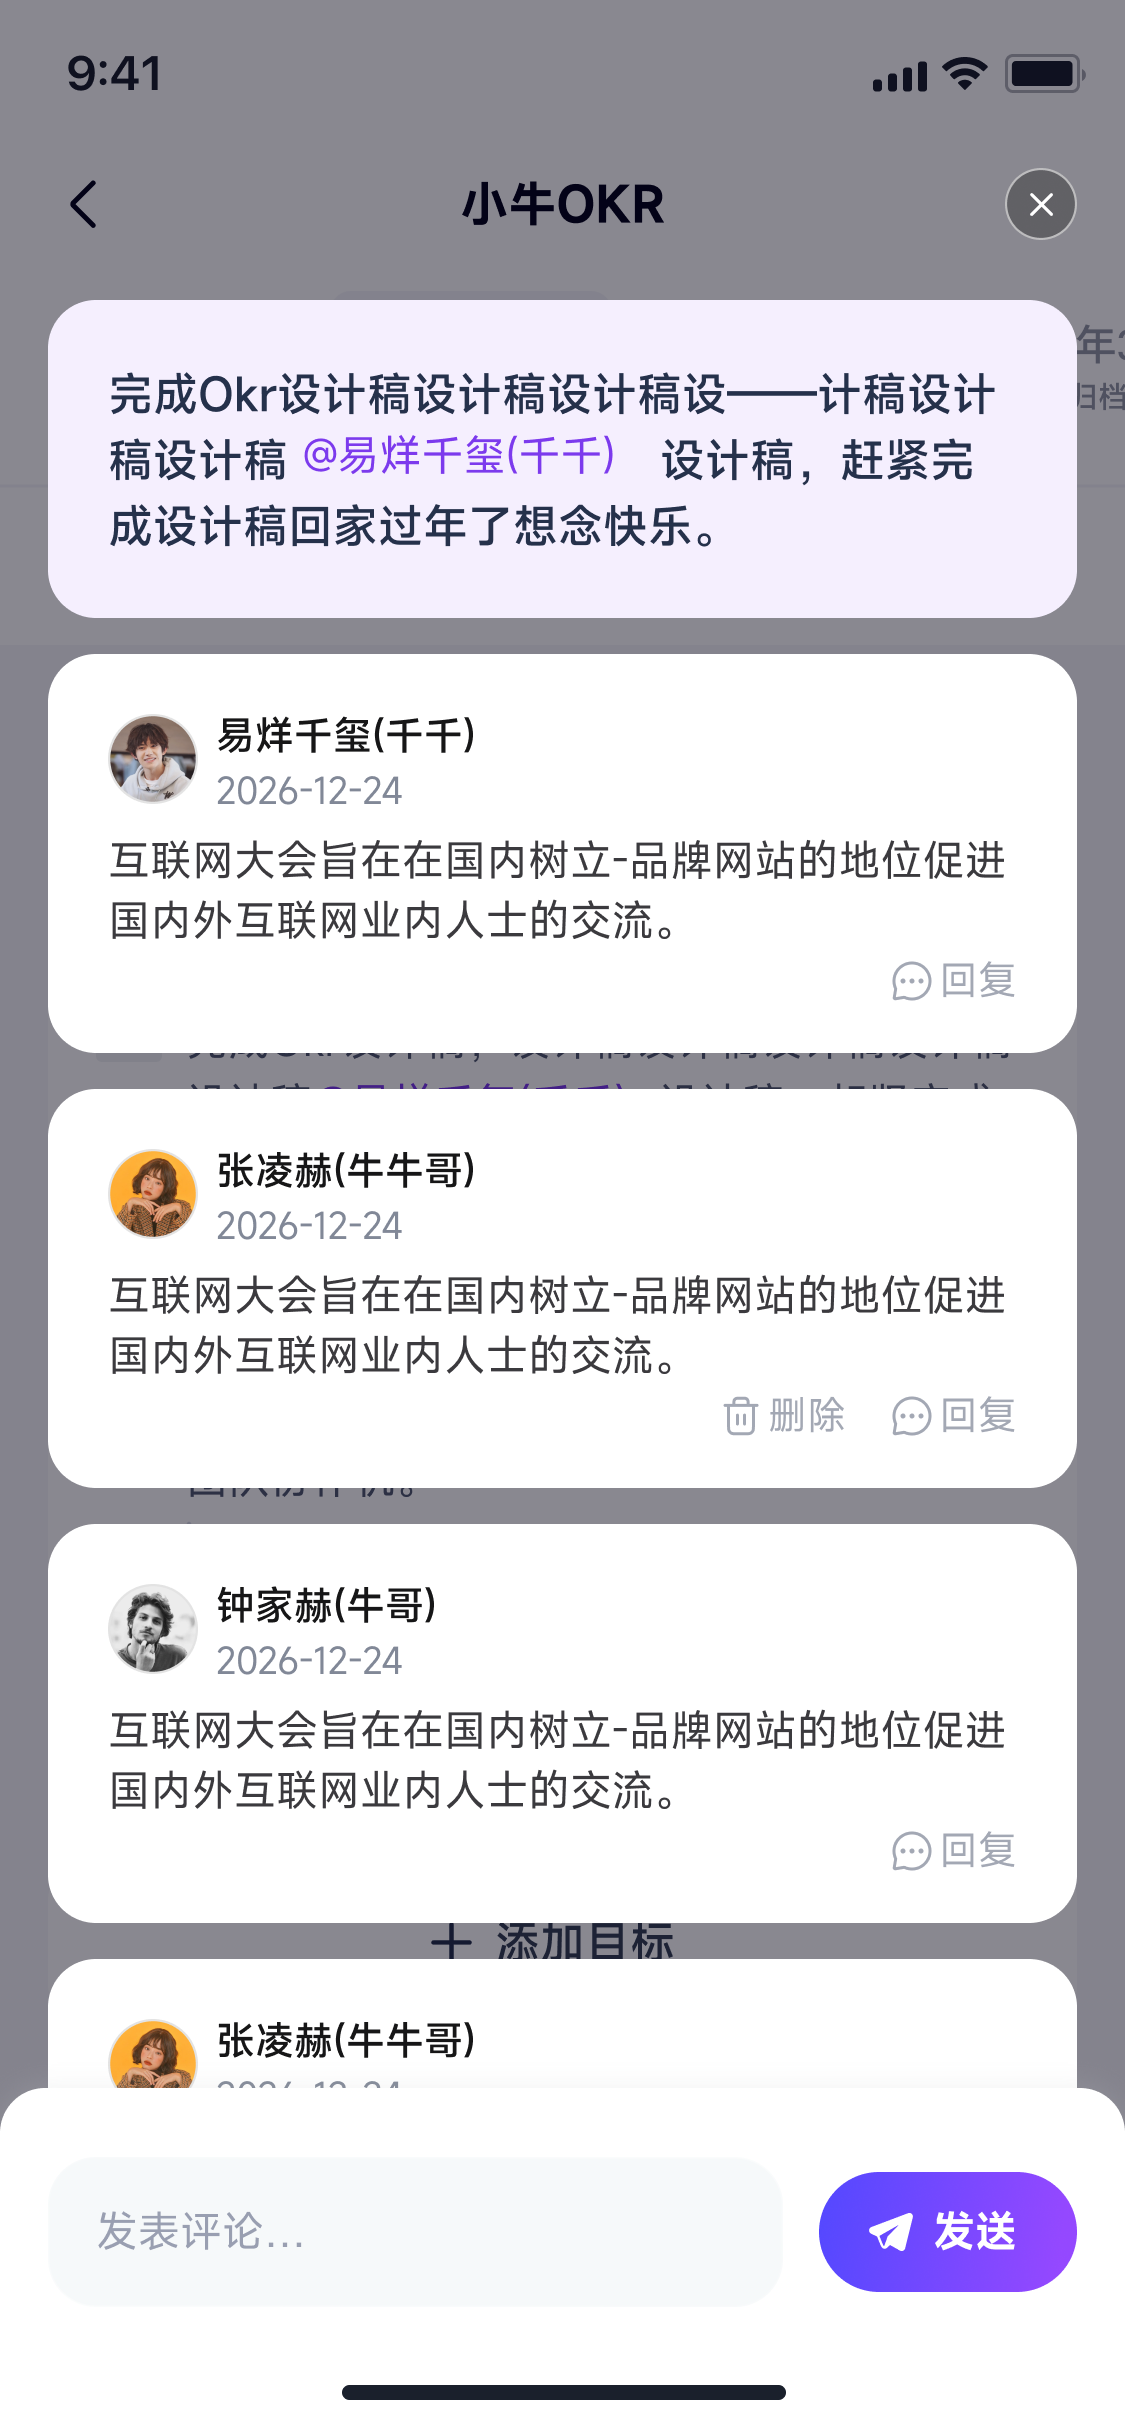 9:41
小牛OKR
年3
归档
完成Okr设计稿设计稿设计稿设——计稿设计
稿设计稿 @易烊千玺(千千) 设计稿，赶紧完
成设计稿回家过年了想念快乐。
易烊千玺(千千)
2026-12-24
互联网大会旨在在国内树立-品牌网站的地位促进
国内外互联网业内人士的交流。
回复
张凌赫(牛牛哥)
2026-12-24
互联网大会旨在在国内树立-品牌网站的地位促进
国内外互联网业内人士的交流。
删除 回复
钟家赫(牛哥)
2026-12-24
互联网大会旨在在国内树立-品牌网站的地位促进
国内外互联网业内人士的交流。
回复
添加目标
张凌赫(牛牛哥)
2026-12-24
发表评论...
发送